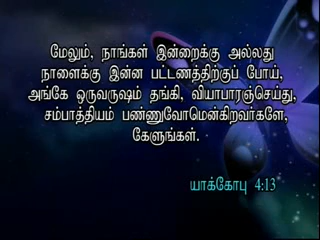 மேலும், நாங்கள் இன்றைக்கு அல்லது
நாளைக்கு இன்ன பட்டணத்திற்குப் போய்,
அங்கே ஒருவருஷம் தங்கி, வியாபாரஞ்செய்து,
சம்பாத்தியம் பண்ணுவோமென்கிறவர்களே,
கேளுங்கள்.
யாக்கோபு 4:13